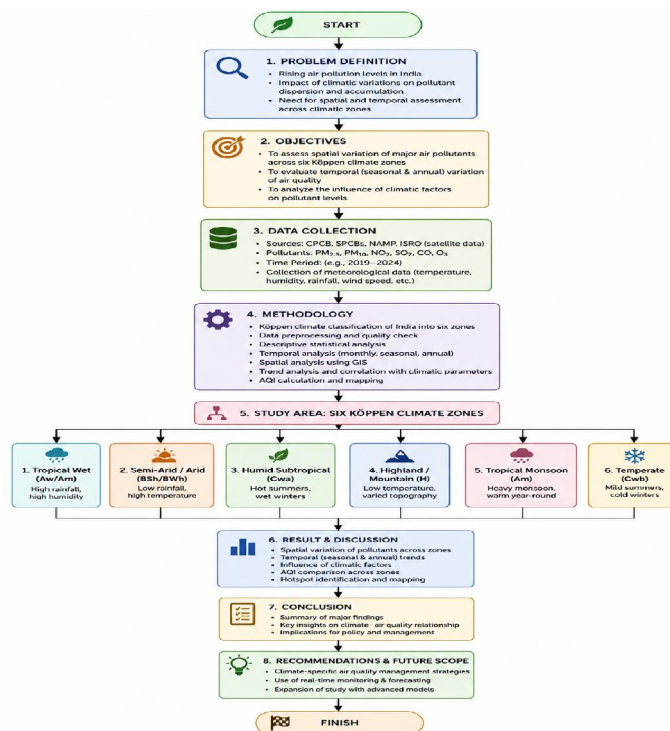 START
1. PROBLEM DEFINITION
• Rising air pollution levels in India
• Impact of climatic variations on pollutant
dispersion and accumulation
• Need for spatial and temporal assessment
across climatic zones
2. OBJECTIVES
• To assess spatial variation of major air pollutants
across six Köppen climate zones
• To evaluate temporal (seasonal & annual) variation
of air quality
• To analyze the influence of climatic factors
on pollutant levels
3. DATA COLLECTION
• Sources: CPCB, SPCBs, NAMP, ISRO (satellite data)
• Pollutants: PM₂.₅, PM₁₀, NO₂, SO₂, CO, O₃
• Time Period: (e.g., 2019–2024)
• Collection of meteorological data (temperature,
humidity, rainfall, wind speed, etc.)
4. METHODOLOGY
• Köppen climate classification of India into six zones
• Data preprocessing and quality check
• Descriptive statistical analysis
• Temporal analysis (monthly, seasonal, annual)
• Spatial analysis using GIS
• Trend analysis and correlation with climatic parameters
• AQI calculation and mapping
5. STUDY AREA: SIX KÖPPEN CLIMATE ZONES
1. Tropical Wet
(Aw/Am)
High rainfall,
high humidity
2. Semi-Arid / Arid
(BSh/BWh)
Low rainfall,
high temperature
3. Humid Subtropical
(Cwa)
Hot summers,
wet winters
4. Highland /
Mountain (H)
Low temperature,
varied topography
5. Tropical Monsoon
(Am)
Heavy monsoon,
warm year-round
6. Temperate
(Cwb)
Mild summers,
cold winters
6. RESULT & DISCUSSION
• Spatial variation of pollutants across zones
• Temporal (seasonal & annual) trends
• Influence of climatic factors
• AQI comparison across zones
• Hotspot identification and mapping
7. CONCLUSION
• Summary of major findings
• Key insights on climate–air quality relationship
• Implications for policy and management
8. RECOMMENDATIONS & FUTURE SCOPE
• Climate-specific air quality management strategies
• Use of real-time monitoring & forecasting
• Expansion of study with advanced models
FINISH